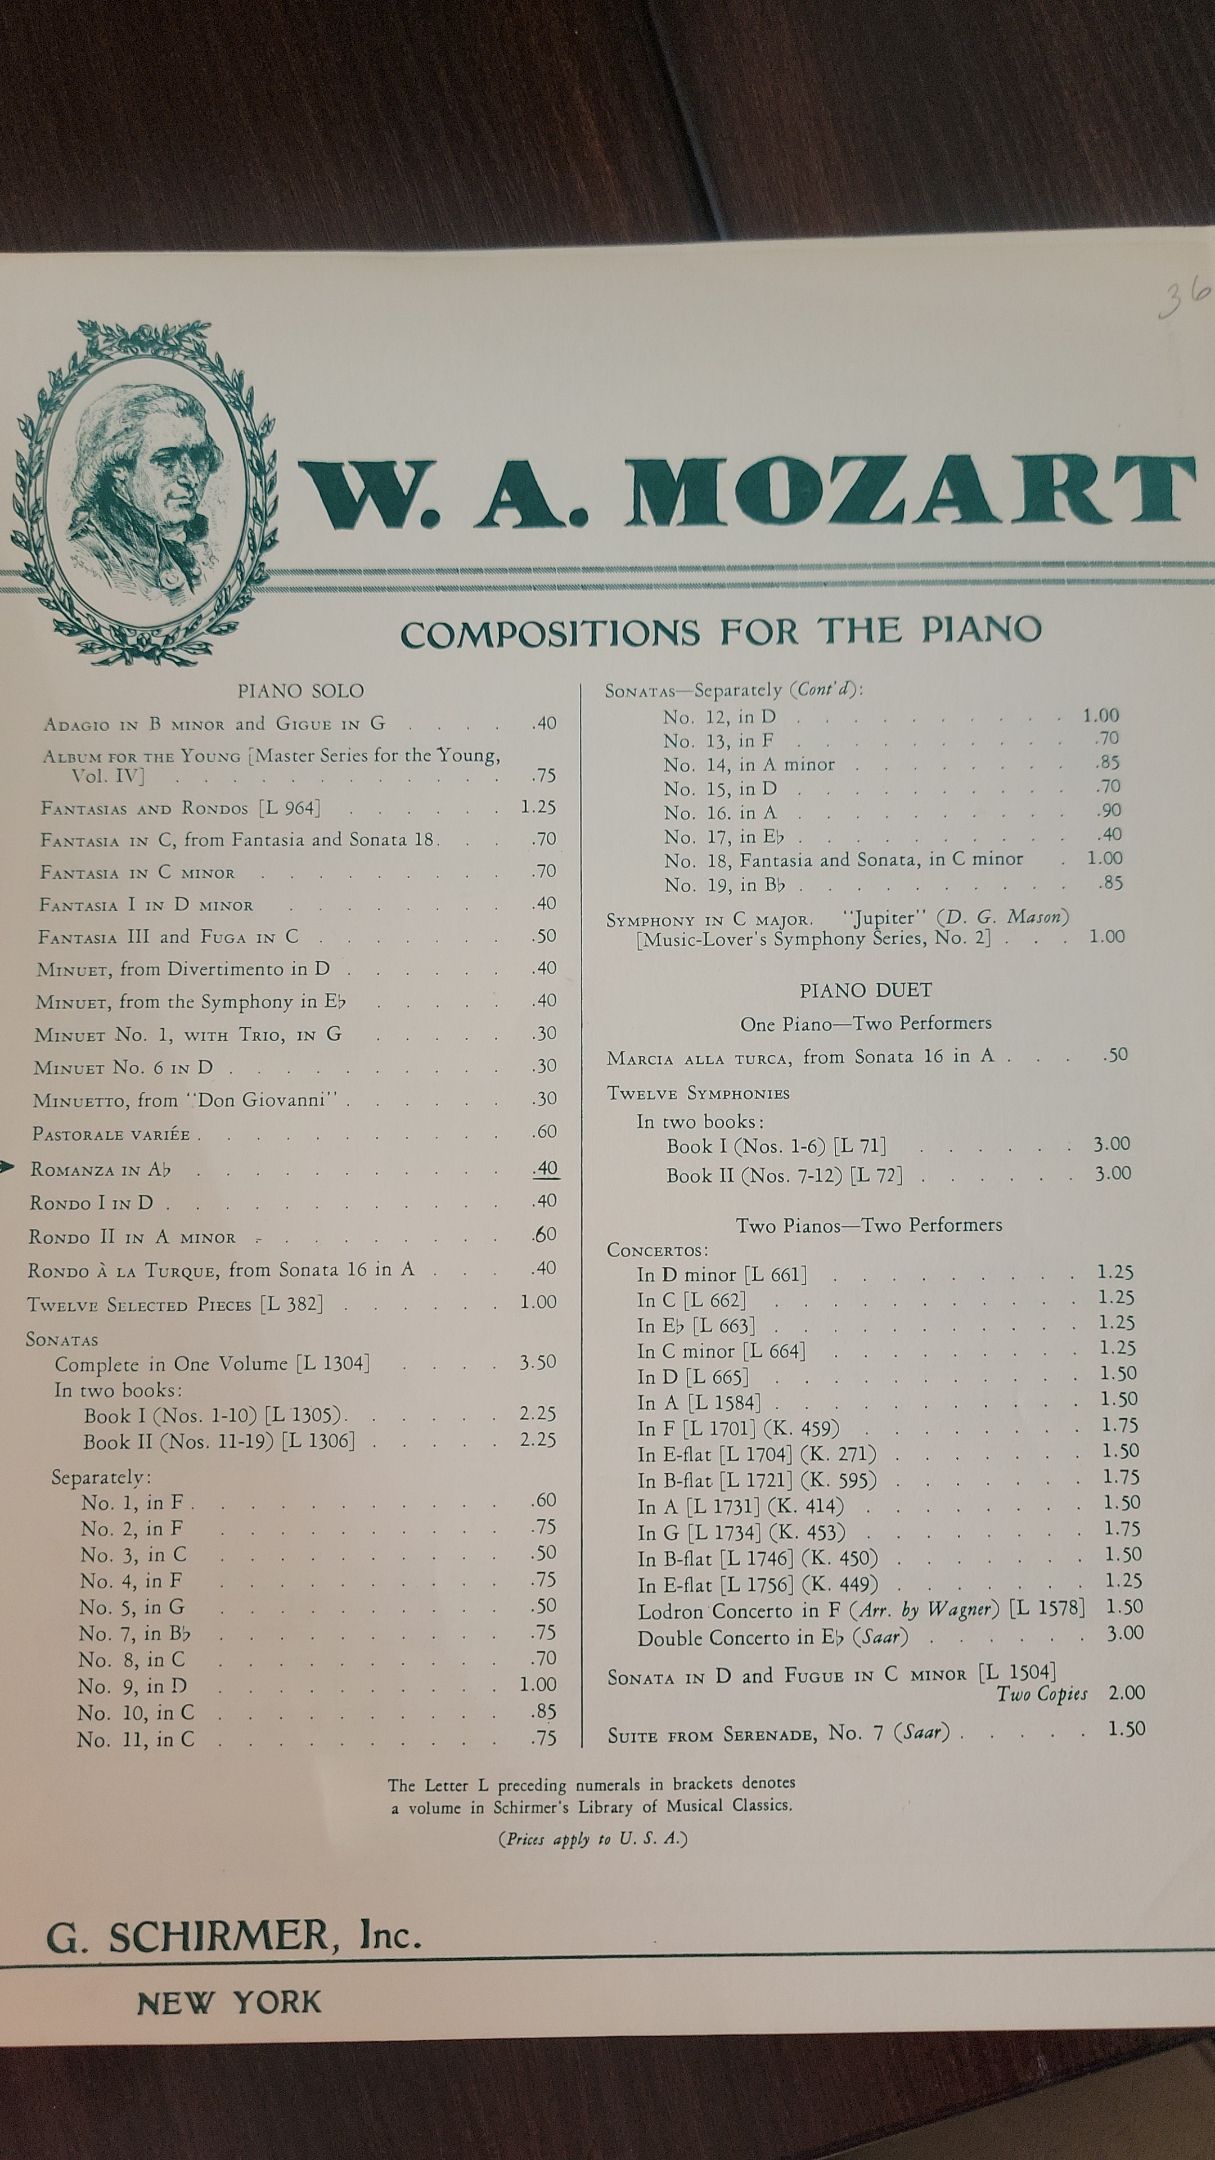 36
W. A. MOZART
COMPOSITIONS FOR THE PIANO
PIANO SOLO
ADAGIO IN B MINOR and GIGUE IN G . . . . .40
ALBUM FOR THE YOUNG [Master Series for the Young,
Vol. IV] . . . . . . . . . . . .75
FANTASIAS AND RONDOS [L 964] . . . . . . 1.25
FANTASIA IN C, from Fantasia and Sonata 18. . . .70
FANTASIA IN C MINOR . . . . . . . . .70
FANTASIA I IN D MINOR . . . . . . . .40
FANTASIA III and FUGA IN C . . . . . . . .50
MINUET, from Divertimento in D . . . . . . .40
MINUET, from the Symphony in E♭ . . . . . .40
MINUET NO. 1, WITH TRIO, IN G . . . . . .30
MINUET NO. 6 IN D . . . . . . . . . . .30
MINUETTO, from "Don Giovanni" . . . . . . .30
PASTORALE VARIÉE . . . . . . . . . . . .60
ROMANZA IN A♭ . . . . . . . . . . . .40
RONDO I IN D . . . . . . . . . . . . .40
RONDO II IN A MINOR . . . . . . . . . .60
RONDO À LA TURQUE, from Sonata 16 in A . . . .40
TWELVE SELECTED PIECES [L 382] . . . . . . 1.00
SONATAS
Complete in One Volume [L 1304] . . . . 3.50
In two books:
Book I (Nos. 1-10) [L 1305) . . . . . . 2.25
Book II (Nos. 11-19) [L 1306] . . . . . 2.25
Separately:
No. 1, in F . . . . . . . . . . . .60
No. 2, in F . . . . . . . . . . .75
No. 3, in C . . . . . . . . . . .50
No. 4, in F . . . . . . . . . . .75
No. 5, in G . . . . . . . . . . .50
No. 7, in B♭ . . . . . . . . . . .75
No. 8, in C . . . . . . . . . . .70
No. 9, in D . . . . . . . . . . 1.00
No. 10, in C . . . . . . . . . . .85
No. 11, in C . . . . . . . . . . .75
SONATAS—Separately (Cont'd):
No. 12, in D . . . . . . . . . . 1.00
No. 13, in F . . . . . . . . . . .70
No. 14, in A minor . . . . . . . . .85
No. 15, in D . . . . . . . . . . .70
No. 16. in A . . . . . . . . . . .90
No. 17, in E♭ . . . . . . . . . . .40
No. 18, Fantasia and Sonata, in C minor . 1.00
No. 19, in B♭ . . . . . . . . . . .85
SYMPHONY IN C MAJOR. "Jupiter" (D. G. Mason)
[Music-Lover's Symphony Series, No. 2] . . . 1.00
PIANO DUET
One Piano—Two Performers
MARCIA ALLA TURCA, from Sonata 16 in A . . . .50
TWELVE SYMPHONIES
In two books:
Book I (Nos. 1-6) [L 71] . . . . . . 3.00
Book II (Nos. 7-12) [L 72] . . . . . . 3.00
Two Pianos—Two Performers
CONCERTOS:
In D minor [L 661] . . . . . . . . . 1.25
In C [L 662] . . . . . . . . . . . 1.25
In E♭ [L 663] . . . . . . . . . . . 1.25
In C minor [L 664] . . . . . . . . . 1.25
In D [L 665] . . . . . . . . . . . 1.50
In A [L 1584] . . . . . . . . . . . 1.50
In F [L 1701] (K. 459) . . . . . . . . 1.75
In E-flat [L 1704] (K. 271) . . . . . . . 1.50
In B-flat [L 1721] (K. 595) . . . . . . . 1.75
In A [L 1731] (K. 414) . . . . . . . . 1.50
In G [L 1734] (K. 453) . . . . . . . . 1.75
In B-flat [L 1746] (K. 450) . . . . . . . 1.50
In E-flat [L 1756] (K. 449) . . . . . . . 1.25
Lodron Concerto in F (Arr. by Wagner) [L 1578] 1.50
Double Concerto in E♭ (Saar) . . . . . . 3.00
SONATA IN D and FUGUE IN C MINOR [L 1504]
Two Copies 2.00
SUITE FROM SERENADE, NO. 7 (Saar) . . . . . 1.50
The Letter L preceding numerals in brackets denotes
a volume in Schirmer's Library of Musical Classics.
(Prices apply to U. S. A.)
G. SCHIRMER, Inc.
NEW YORK